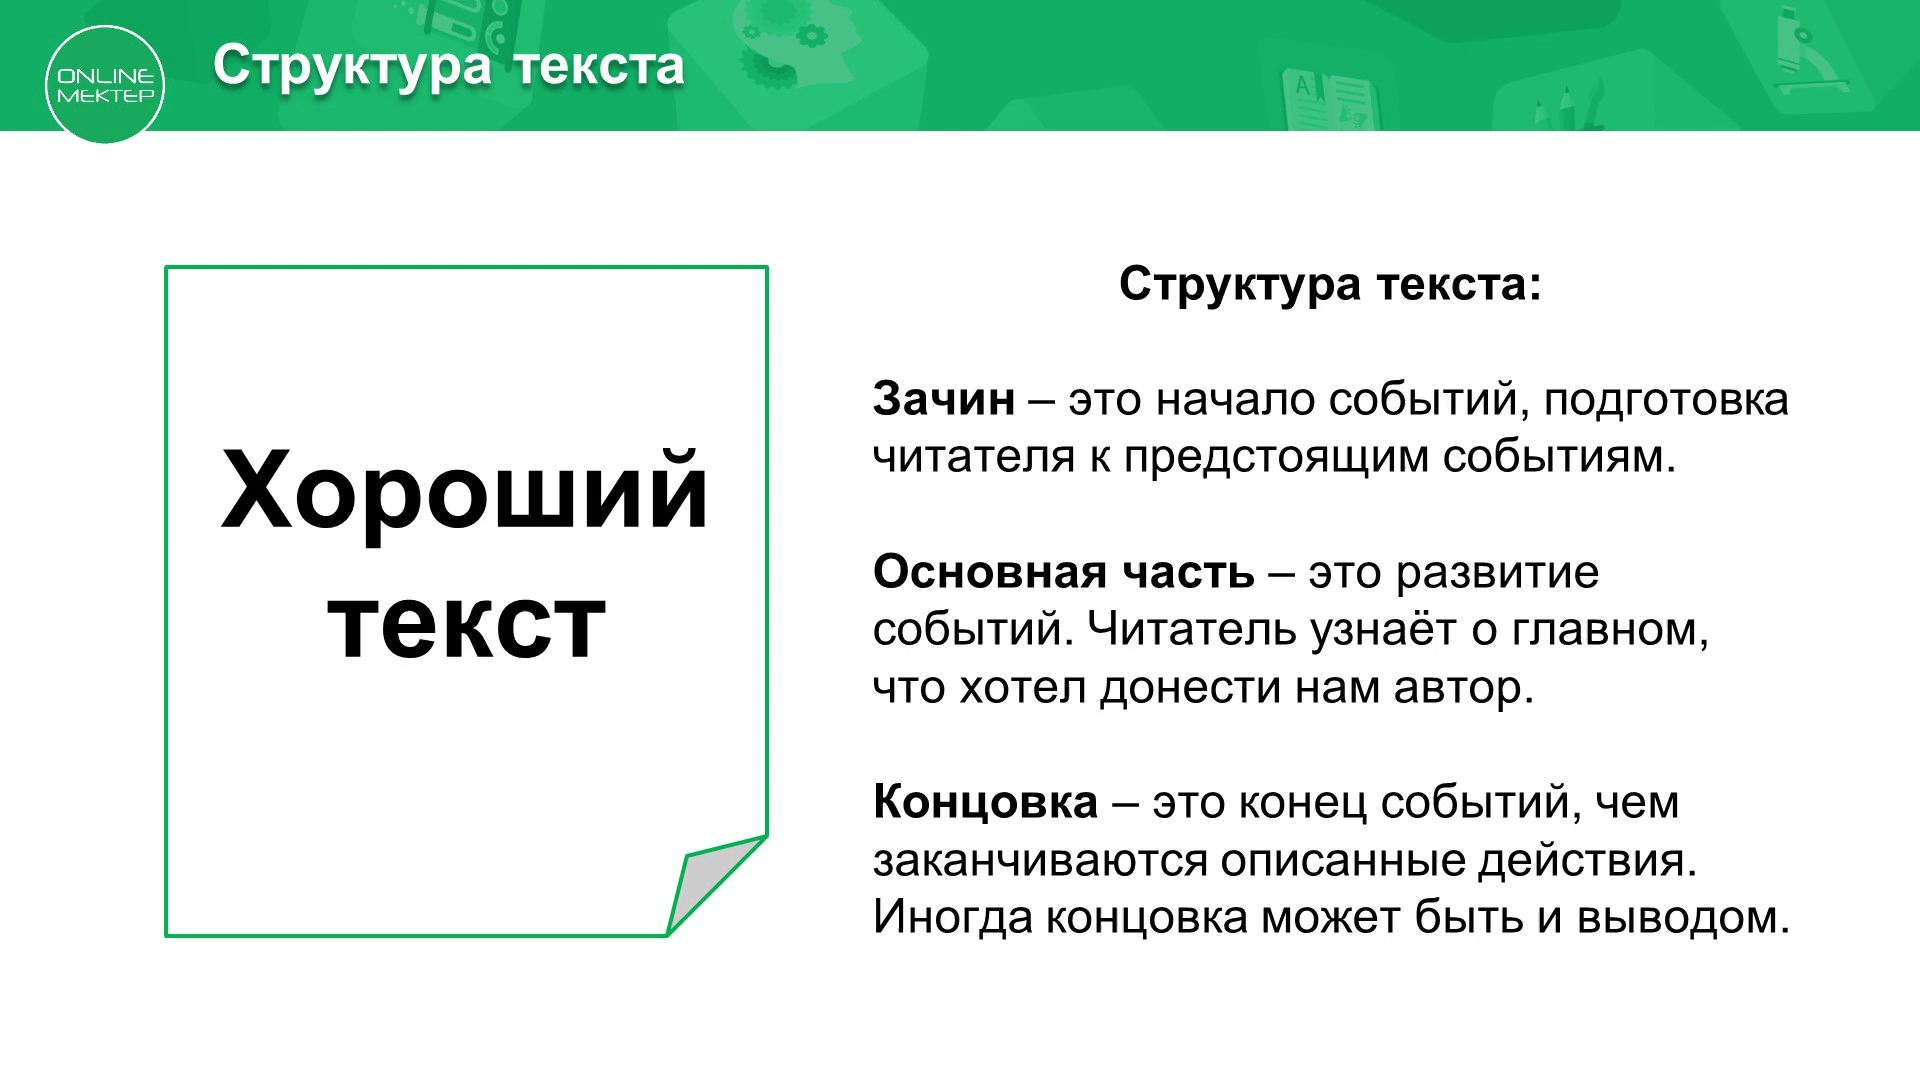 ONLINE
МЕКТЕР
Структура текста
Хороший
текст
Структура текста:
Зачин – это начало событий, подготовка
читателя к предстоящим событиям.
Основная часть – это развитие
событий. Читатель узнаёт о главном,
что хотел донести нам автор.
Концовка – это конец событий, чем
заканчиваются описанные действия.
Иногда концовка может быть и выводом.